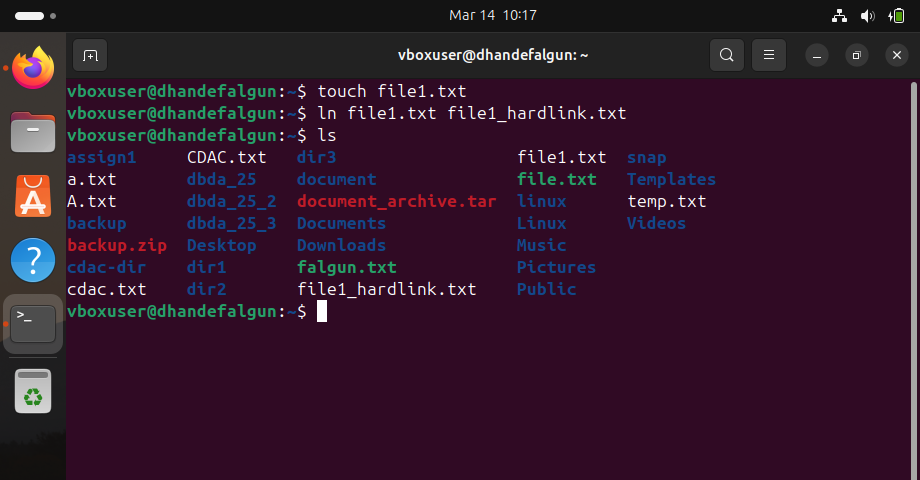 Mar 14 10:17
vboxuser@dhandefalgun: ~
vboxuser@dhandefalgun:~$ touch file1.txt
vboxuser@dhandefalgun:~$ ln file1.txt file1_hardlink.txt
vboxuser@dhandefalgun:~$ ls
assign1 CDAC.txt dir3 file1.txt snap
a.txt dbda_25 document file.txt Templates
A.txt dbda_25_2 document_archive.tar linux temp.txt
backup dbda_25_3 Documents Linux Videos
backup.zip Desktop Downloads Music
cdac-dir dir1 falgun.txt Pictures
cdac.txt dir2 file1_hardlink.txt Public
vboxuser@dhandefalgun:~$